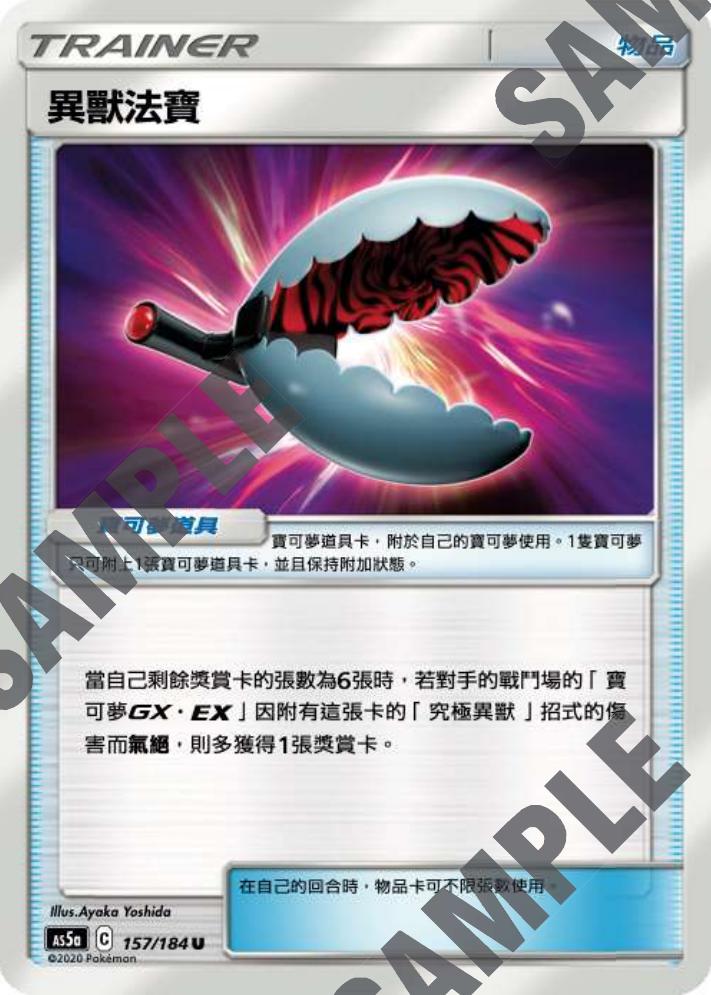 TRAINER
物品
SAMPLE
異獸法寶
寶可夢道具
寶可夢道具卡，附於自己的寶可夢使用。1隻寶可夢
只可附上1張寶可夢道具卡，並且保持附加狀態。
SAMPLE
當自己剩餘獎賞卡的張數為6張時，若對手的戰鬥場的「寶
可夢GX・EX」因附有這張卡的「究極異獸」招式的傷
害而氣絕，則多獲得1張獎賞卡。
在自己的回合時，物品卡可不限張數使用。
SAMPLE
Illus.Ayaka Yoshida
AS5a C 157/184 U
©2020 Pokémon